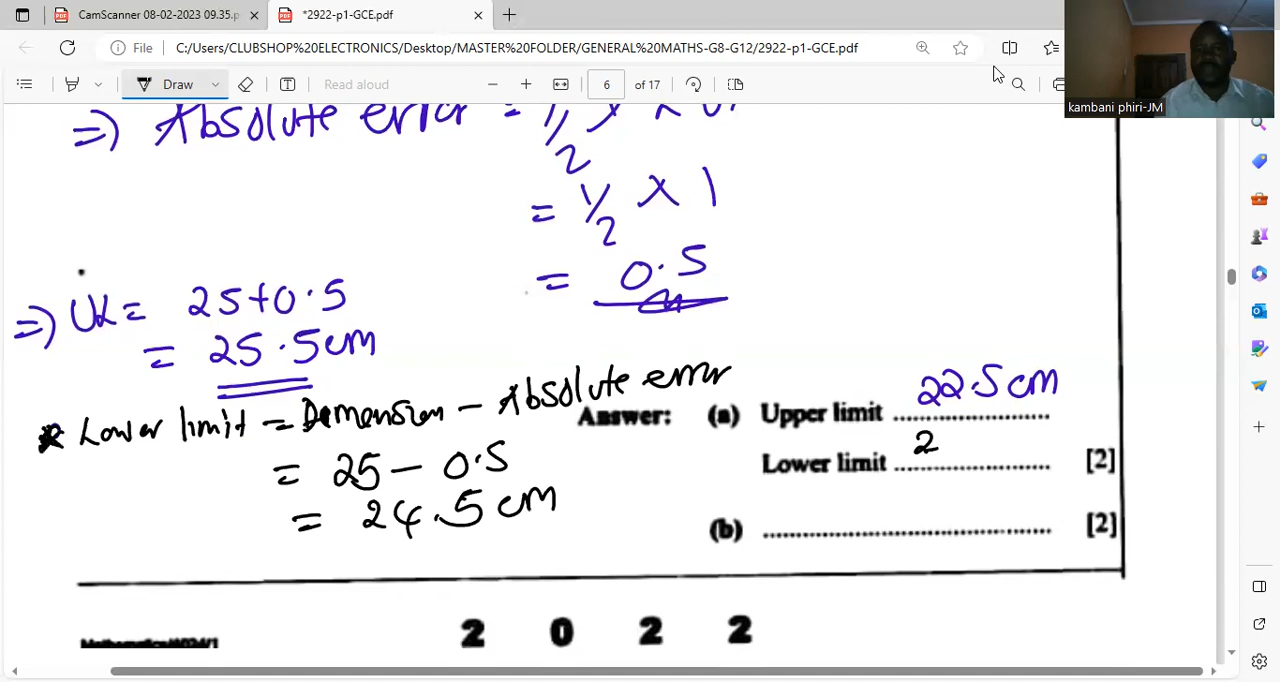 CamScanner 08-02-2023 09.35.p
*2922-p1-GCE.pdf
File C:/Users/CLUBSHOP%20ELECTRONICS/Desktop/MASTER%20FOLDER/GENERAL%20MATHS-G8-G12/2922-p1-GCE.pdf
Draw Read aloud 6 of 17
kambani phiri-JM
=> Absolute error =
= 1/2 x 1
= 0.5
=> UL = 25+0.5
= 25.5cm
* Lower limit = Demension - Absolute error
= 25 - 0.5
= 24.5 cm
Answer: (a) Upper limit 22.5cm
Lower limit 2 [2]
(b) [2]
2 0 2 2